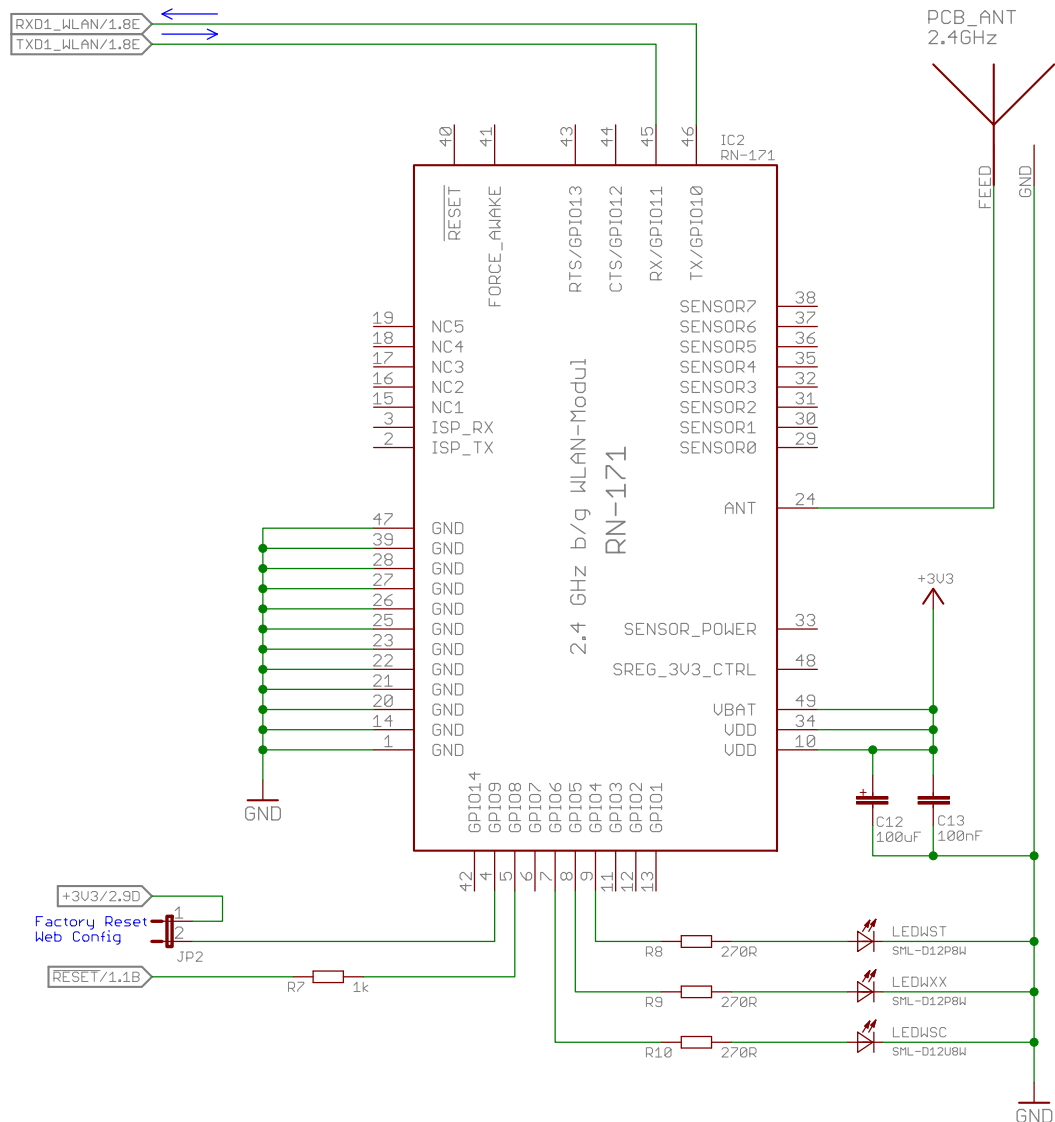 RXD1_WLAN/1.8E
TXD1_WLAN/1.8E
PCB_ANT
2.4GHz
FEED
GND
IC2
RN-171
40
41
43
44
45
46
RESET
FORCE_AWAKE
RTS/GPIO13
CTS/GPIO12
RX/GPIO11
TX/GPIO10
19 NC5
18 NC4
17 NC3
16 NC2
15 NC1
3 ISP_RX
2 ISP_TX
SENSOR7 38
SENSOR6 37
SENSOR5 36
SENSOR4 35
SENSOR3 32
SENSOR2 31
SENSOR1 30
SENSOR0 29
2.4 GHz b/g WLAN-Modul
RN-171
ANT 24
47 GND
39 GND
28 GND
27 GND
26 GND
25 GND
23 GND
22 GND
21 GND
20 GND
14 GND
1 GND
GND
+3V3
SENSOR_POWER 33
SREG_3V3_CTRL 48
VBAT 49
VDD 34
VDD 10
+
C12
100uF
C13
100nF
GPIO14
GPIO9
GPIO8
GPIO7
GPIO6
GPIO5
GPIO4
GPIO3
GPIO2
GPIO1
42
4
5
6
7
8
9
11
12
13
+3V3/2.9D
Factory Reset
Web Config
1
2
JP2
RESET/1.1B
R7 1k
R8 270R
LEDWST
SML-D12P8W
R9 270R
LEDWXX
SML-D12P8W
R10 270R
LEDWSC
SML-D12U8W
GND